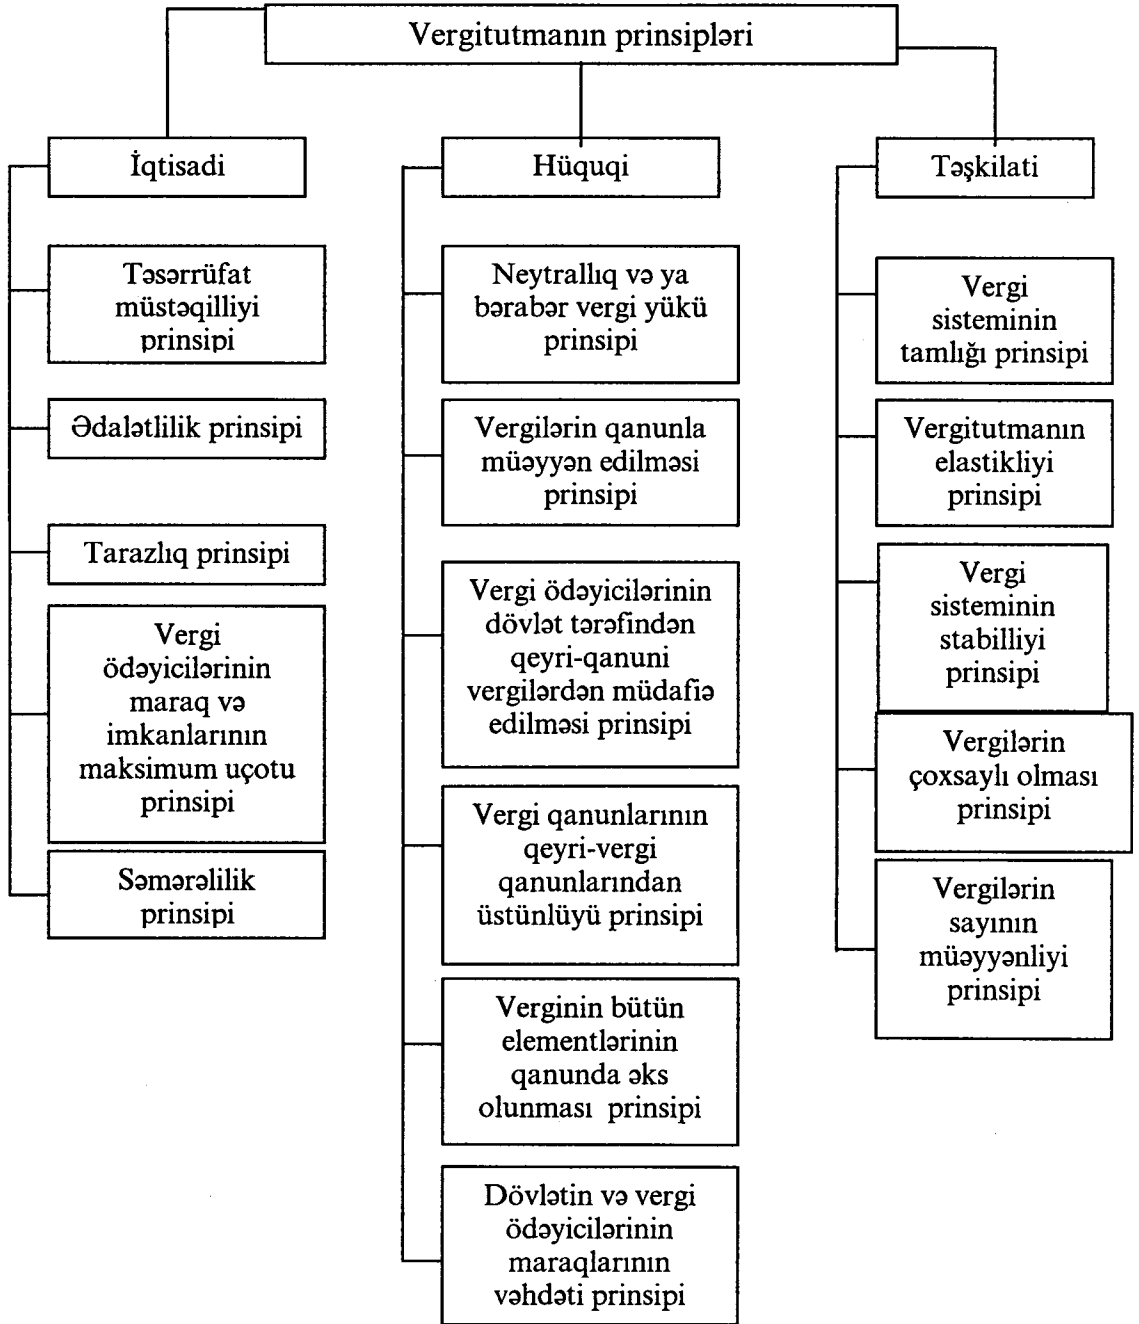 Vergitutmanın prinsipləri
İqtisadi
Təsərrüfat
müstəqilliyi
prinsipi
Ədalətlilik prinsipi
Tarazlıq prinsipi
Vergi
ödəyicilərinin
maraq və
imkanlarının
maksimum uçotu
prinsipi
Səmərəlilik
prinsipi
Hüquqi
Neytrallıq və ya
bərabər vergi yükü
prinsipi
Vergilərin qanunla
müəyyən edilməsi
prinsipi
Vergi ödəyicilərinin
dövlət tərəfindən
qeyri-qanuni
vergilərdən müdafiə
edilməsi prinsipi
Vergi qanunlarının
qeyri-vergi
qanunlarından
üstünlüyü prinsipi
Verginin bütün
elementlərinin
qanunda əks
olunması prinsipi
Dövlətin və vergi
ödəyicilərinin
maraqlarının
vəhdəti prinsipi
Təşkilati
Vergi
sisteminin
tamlığı prinsipi
Vergitutmanın
elastikliyi
prinsipi
Vergi
sisteminin
stabilliyi
prinsipi
Vergilərin
çoxsaylı olması
prinsipi
Vergilərin
sayının
müəyyənliyi
prinsipi